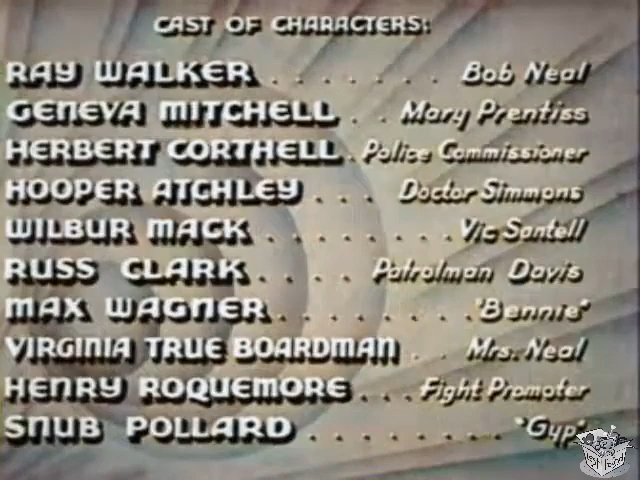 CAST OF CHARACTERS:
RAY WALKER . . . . . . . Bob Neal
GENEVA MITCHELL . . Mary Prentiss
HERBERT CORTHELL . Police Commissioner
HOOPER ATCHLEY . . . Doctor Simmons
WILBUR MACK . . . . . . . . Vic Santell
RUSS CLARK . . . . Patrolman Davis
MAX WAGNER . . . . . . . . "Bennie"
VIRGINIA TRUE BOARDMAN . . Mrs. Neal
HENRY ROQUEMORE . . . Fight Promoter
SNUB POLLARD . . . . . . . . "Gyp"